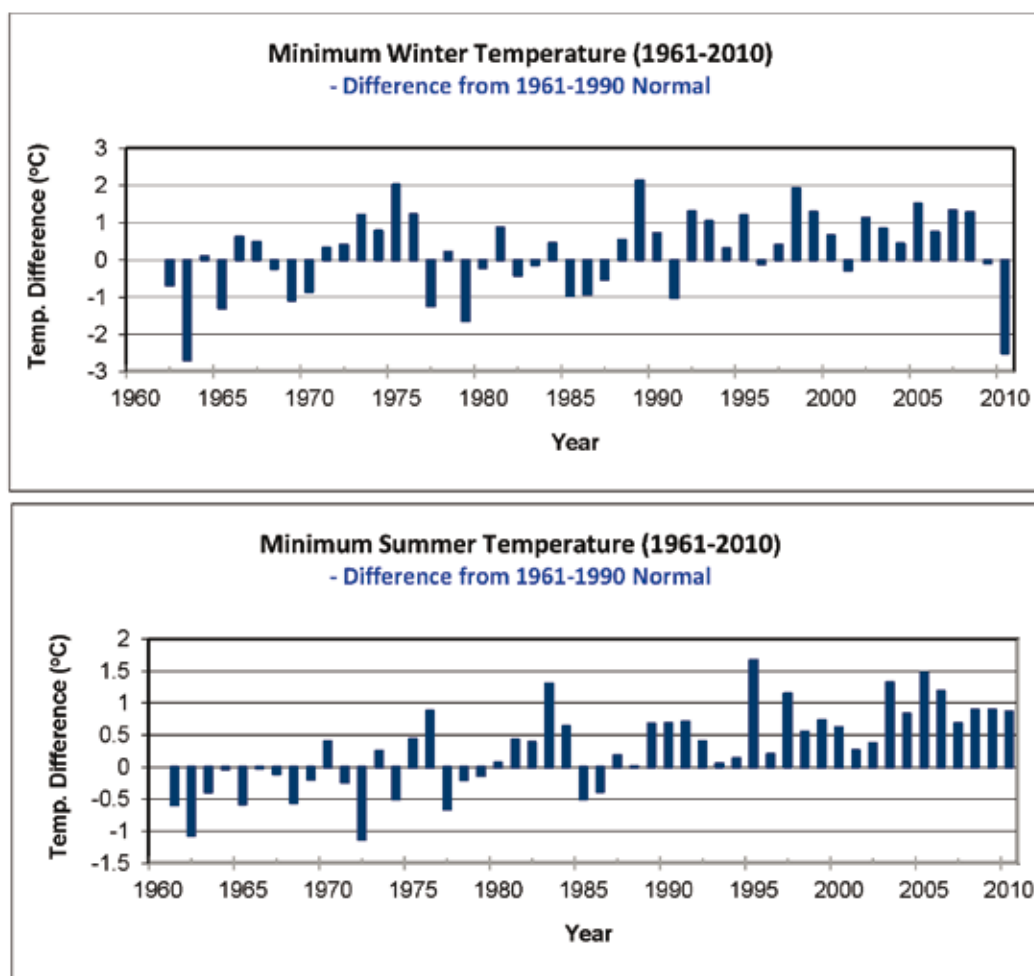 Minimum Winter Temperature (1961-2010)
- Difference from 1961-1990 Normal
Temp. Difference (ºC)
3
2
1
0
-1
-2
-3
1960 1965 1970 1975 1980 1985 1990 1995 2000 2005 2010
Year
Minimum Summer Temperature (1961-2010)
- Difference from 1961-1990 Normal
Temp. Difference (ºC)
2
1.5
1
0.5
0
-0.5
-1
-1.5
1960 1965 1970 1975 1980 1985 1990 1995 2000 2005 2010
Year